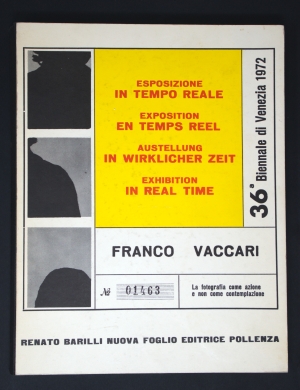 ESPOSIZIONE
IN TEMPO REALE
EXPOSITION
EN TEMPS REEL
AUSTELLUNG
IN WIRKLICHER ZEIT
EXHIBITION
IN REAL TIME
36ª Biennale di Venezia 1972
FRANCO VACCARI
№ 01463
La fotografia come azione
e non come contemplazione
RENATO BARILLI NUOVA FOGLIO EDITRICE POLLENZA